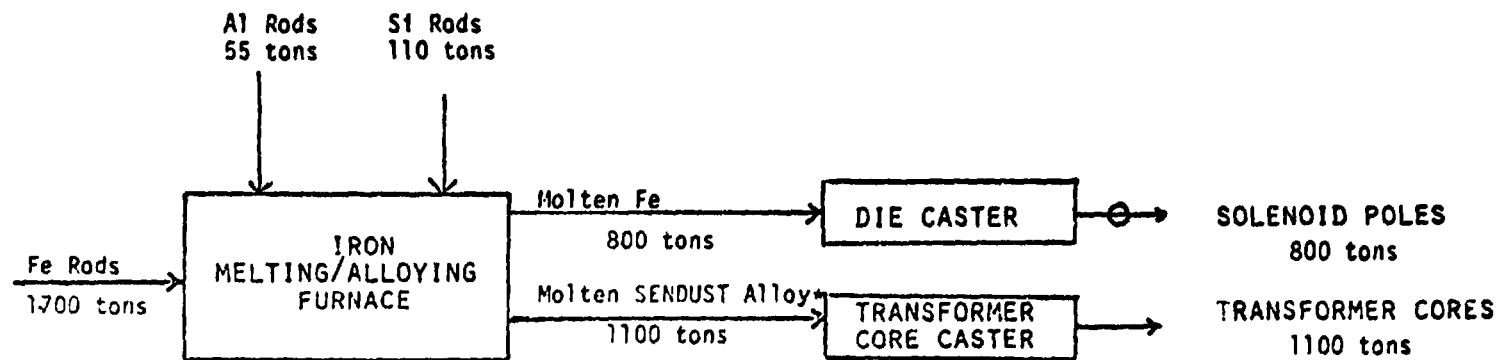 Al Rods
55 tons
Si Rods
110 tons
Fe Rods
1700 tons
IRON
MELTING/ALLOYING
FURNACE
Molten Fe
800 tons
Molten SENDUST Alloy*
1100 tons
DIE CASTER
TRANSFORMER
CORE CASTER
SOLENOID POLES
800 tons
TRANSFORMER CORES
1100 tons